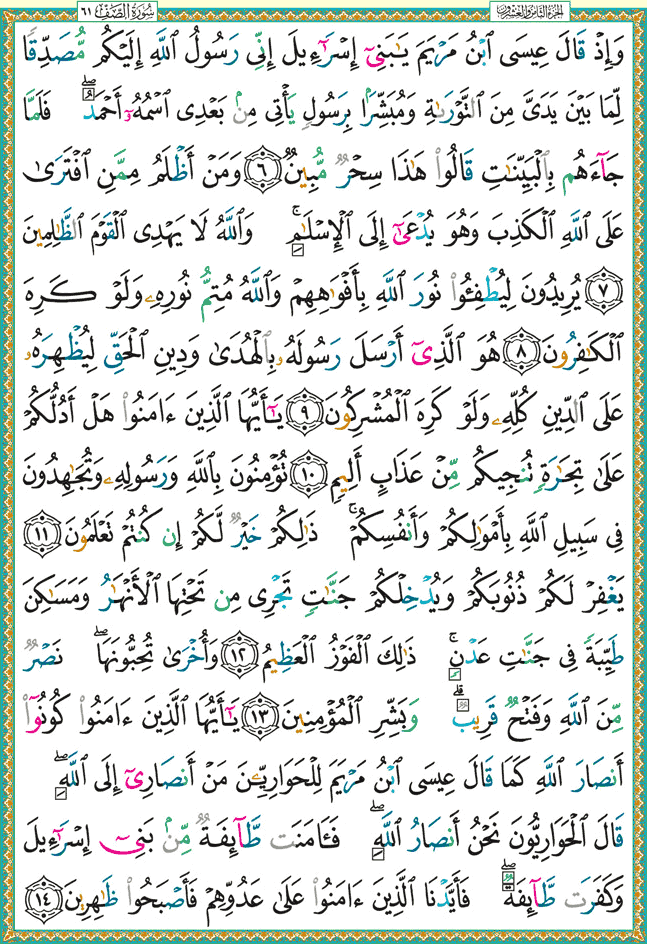 الجزء الثامن والعشرون سورة الصف ٦١
وَإِذْ قَالَ عِيسَى ٱبْنُ مَرْيَمَ يَـٰبَنِىٓ إِسْرَٰٓءِيلَ إِنِّى رَسُولُ ٱللَّهِ إِلَيْكُم مُّصَدِّقًا
لِّمَا بَيْنَ يَدَىَّ مِنَ ٱلتَّوْرَىٰةِ وَمُبَشِّرًۢا بِرَسُولٍ يَأْتِى مِنۢ بَعْدِى ٱسْمُهُۥٓ أَحْمَدُ ۖ فَلَمَّا
جَآءَهُم بِٱلْبَيِّنَـٰتِ قَالُوا۟ هَـٰذَا سِحْرٌ مُّبِينٌ ٦ وَمَنْ أَظْلَمُ مِمَّنِ ٱفْتَرَىٰ
عَلَى ٱللَّهِ ٱلْكَذِبَ وَهُوَ يُدْعَىٰٓ إِلَى ٱلْإِسْلَـٰمِ ۚ وَٱللَّهُ لَا يَهْدِى ٱلْقَوْمَ ٱلظَّـٰلِمِينَ
٧ يُرِيدُونَ لِيُطْفِـُٔوا۟ نُورَ ٱللَّهِ بِأَفْوَٰهِهِمْ وَٱللَّهُ مُتِمُّ نُورِهِۦ وَلَوْ كَرِهَ
ٱلْكَـٰفِرُونَ ٨ هُوَ ٱلَّذِىٓ أَرْسَلَ رَسُولَهُۥ بِٱلْهُدَىٰ وَدِينِ ٱلْحَقِّ لِيُظْهِرَهُۥ
عَلَى ٱلدِّينِ كُلِّهِۦ وَلَوْ كَرِهَ ٱلْمُشْرِكُونَ ٩ يَـٰٓأَيُّهَا ٱلَّذِينَ ءَامَنُوا۟ هَلْ أَدُلُّكُمْ
عَلَىٰ تِجَـٰرَةٍ تُنجِيكُم مِّنْ عَذَابٍ أَلِيمٍ ١٠ تُؤْمِنُونَ بِٱللَّهِ وَرَسُولِهِۦ وَتُجَـٰهِدُونَ
فِى سَبِيلِ ٱللَّهِ بِأَمْوَٰلِكُمْ وَأَنفُسِكُمْ ۚ ذَٰلِكُمْ خَيْرٌ لَّكُمْ إِن كُنتُمْ تَعْلَمُونَ ١١
يَغْفِرْ لَكُمْ ذُنُوبَكُمْ وَيُدْخِلْكُمْ جَنَّـٰتٍ تَجْرِى مِن تَحْتِهَا ٱلْأَنْهَـٰرُ وَمَسَـٰكِنَ
طَيِّبَةً فِى جَنَّـٰتِ عَدْنٍ ۚ ذَٰلِكَ ٱلْفَوْزُ ٱلْعَظِيمُ ١٢ وَأُخْرَىٰ تُحِبُّونَهَا ۖ نَصْرٌ
مِّنَ ٱللَّهِ وَفَتْحٌ قَرِيبٌ ۗ وَبَشِّرِ ٱلْمُؤْمِنِينَ ١٣ يَـٰٓأَيُّهَا ٱلَّذِينَ ءَامَنُوا۟ كُونُوٓا۟
أَنصَارَ ٱللَّهِ كَمَا قَالَ عِيسَى ٱبْنُ مَرْيَمَ لِلْحَوَارِيِّـۧنَ مَنْ أَنصَارِىٓ إِلَى ٱللَّهِ ۖ
قَالَ ٱلْحَوَارِيُّونَ نَحْنُ أَنصَارُ ٱللَّهِ ۖ فَـَٔامَنَت طَّآئِفَةٌ مِّنۢ بَنِىٓ إِسْرَٰٓءِيلَ
وَكَفَرَت طَّآئِفَةٌ ۖ فَأَيَّدْنَا ٱلَّذِينَ ءَامَنُوا۟ عَلَىٰ عَدُوِّهِمْ فَأَصْبَحُوا۟ ظَـٰهِرِينَ ١٤